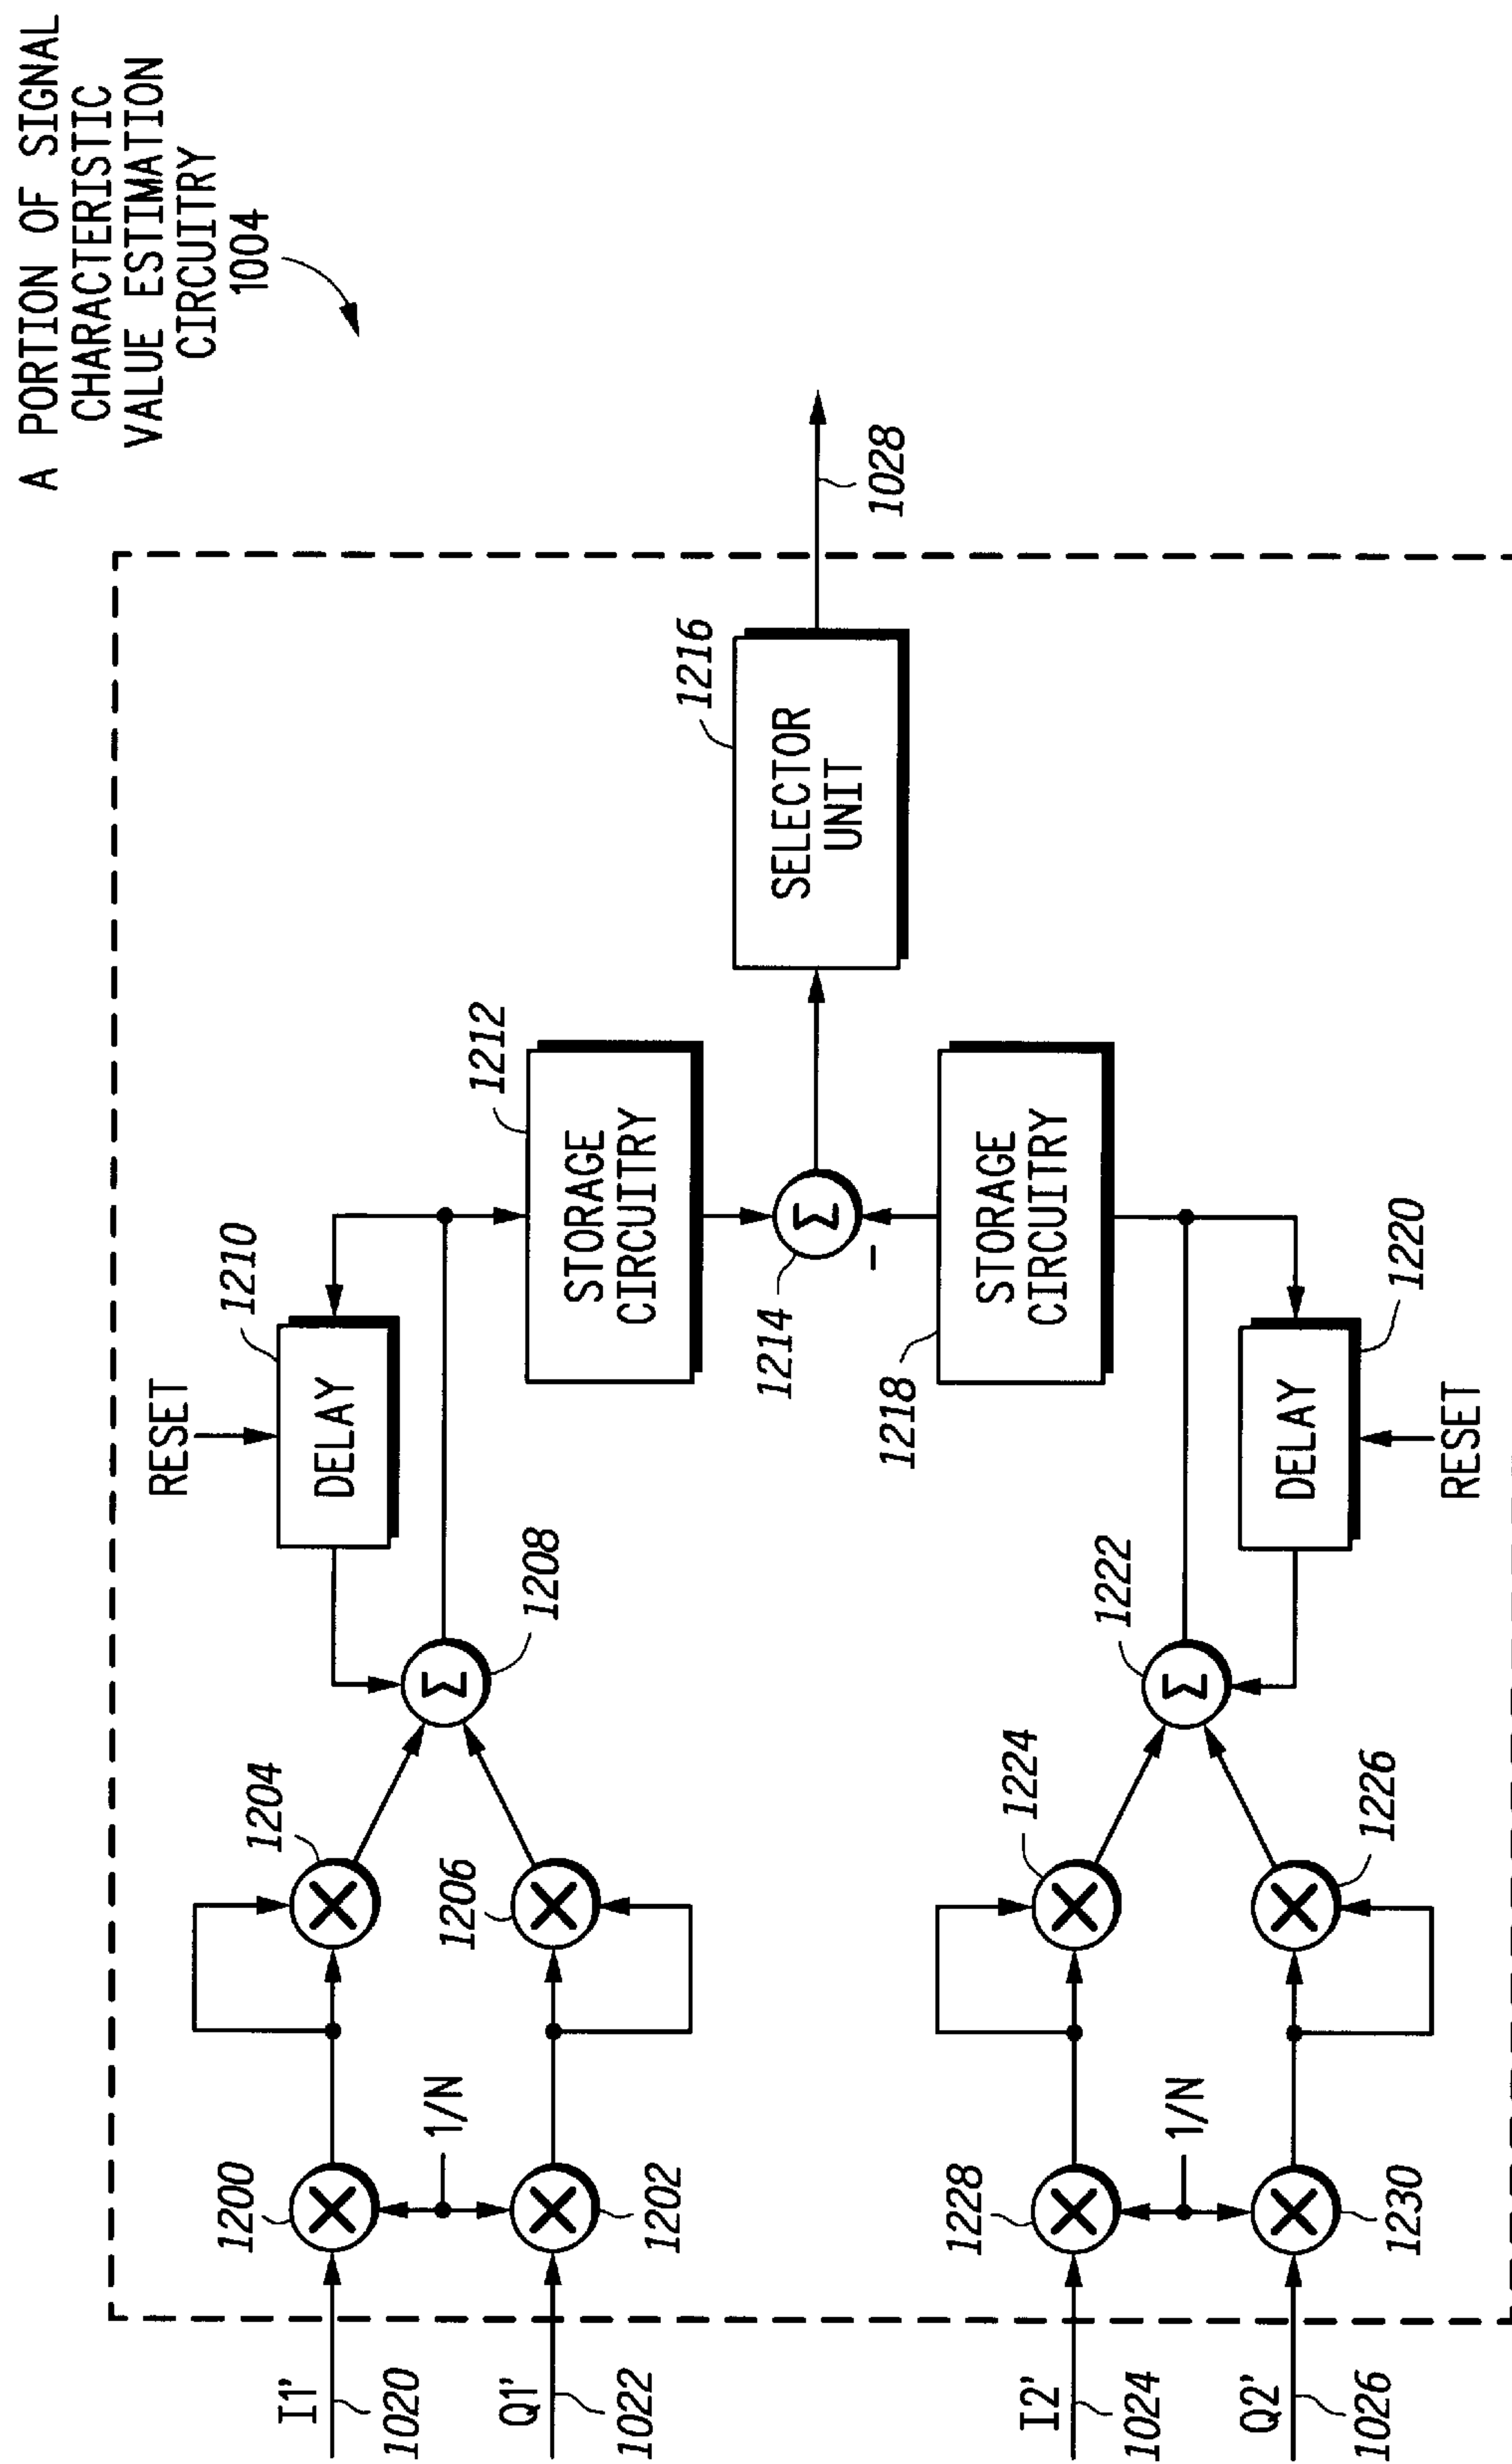 A PORTION OF SIGNAL
CHARACTERISTIC
VALUE ESTIMATION
CIRCUITRY
1004
RESET
1210
DELAY
1212
STORAGE
CIRCUITRY
1204
1208
1200
1/N
1206
1202
I1'
1020
Q1'
1022
1214
Σ
Σ
1216
SELECTOR
UNIT
1028
–
1218
STORAGE
CIRCUITRY
1222
Σ
1220
DELAY
RESET
1224
1226
1228
1/N
1230
I2'
1024
Q2'
1026